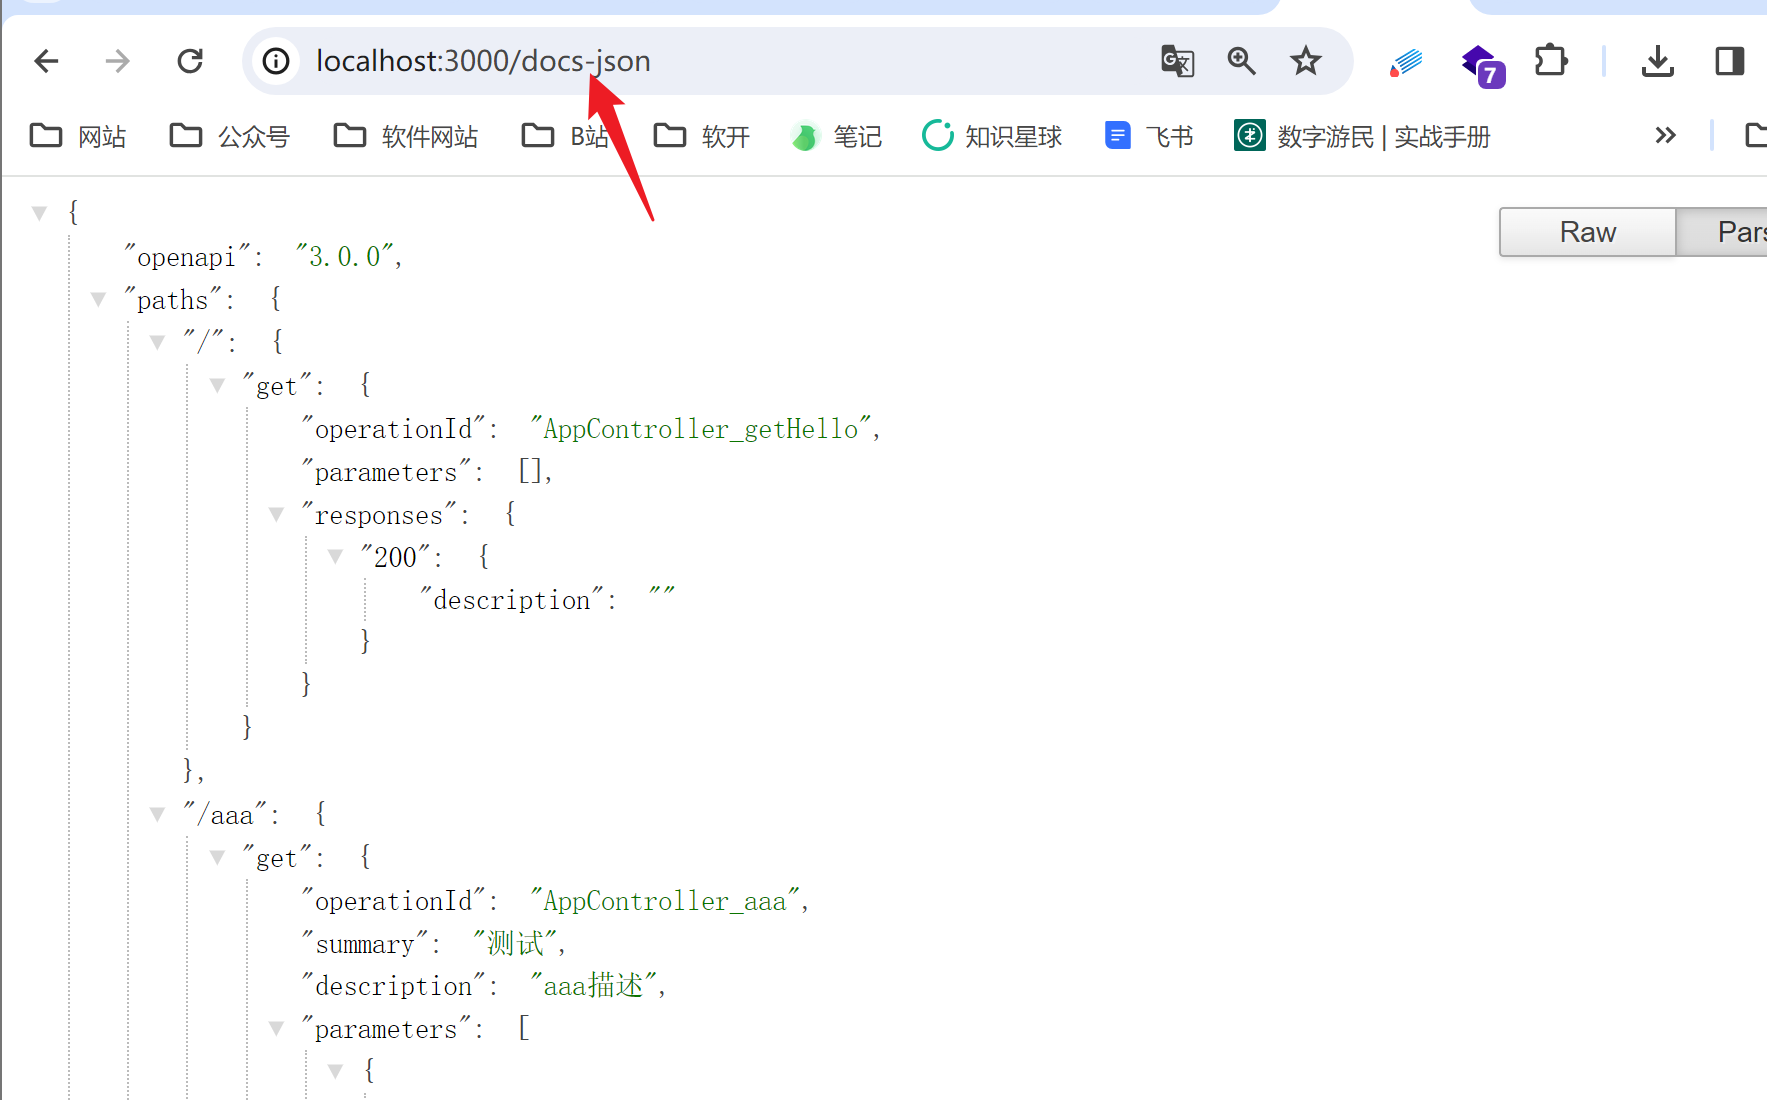 localhost:3000/docs-json
7
网站 公众号 软件网站 B站 软开 笔记 知识星球 飞书 数字游民 | 实战手册 »
Raw Pars
{
"openapi": "3.0.0",
"paths": {
"/": {
"get": {
"operationId": "AppController_getHello",
"parameters": [],
"responses": {
"200": {
"description": ""
}
}
}
},
"/aaa": {
"get": {
"operationId": "AppController_aaa",
"summary": "测试",
"description": "aaa描述",
"parameters": [
{